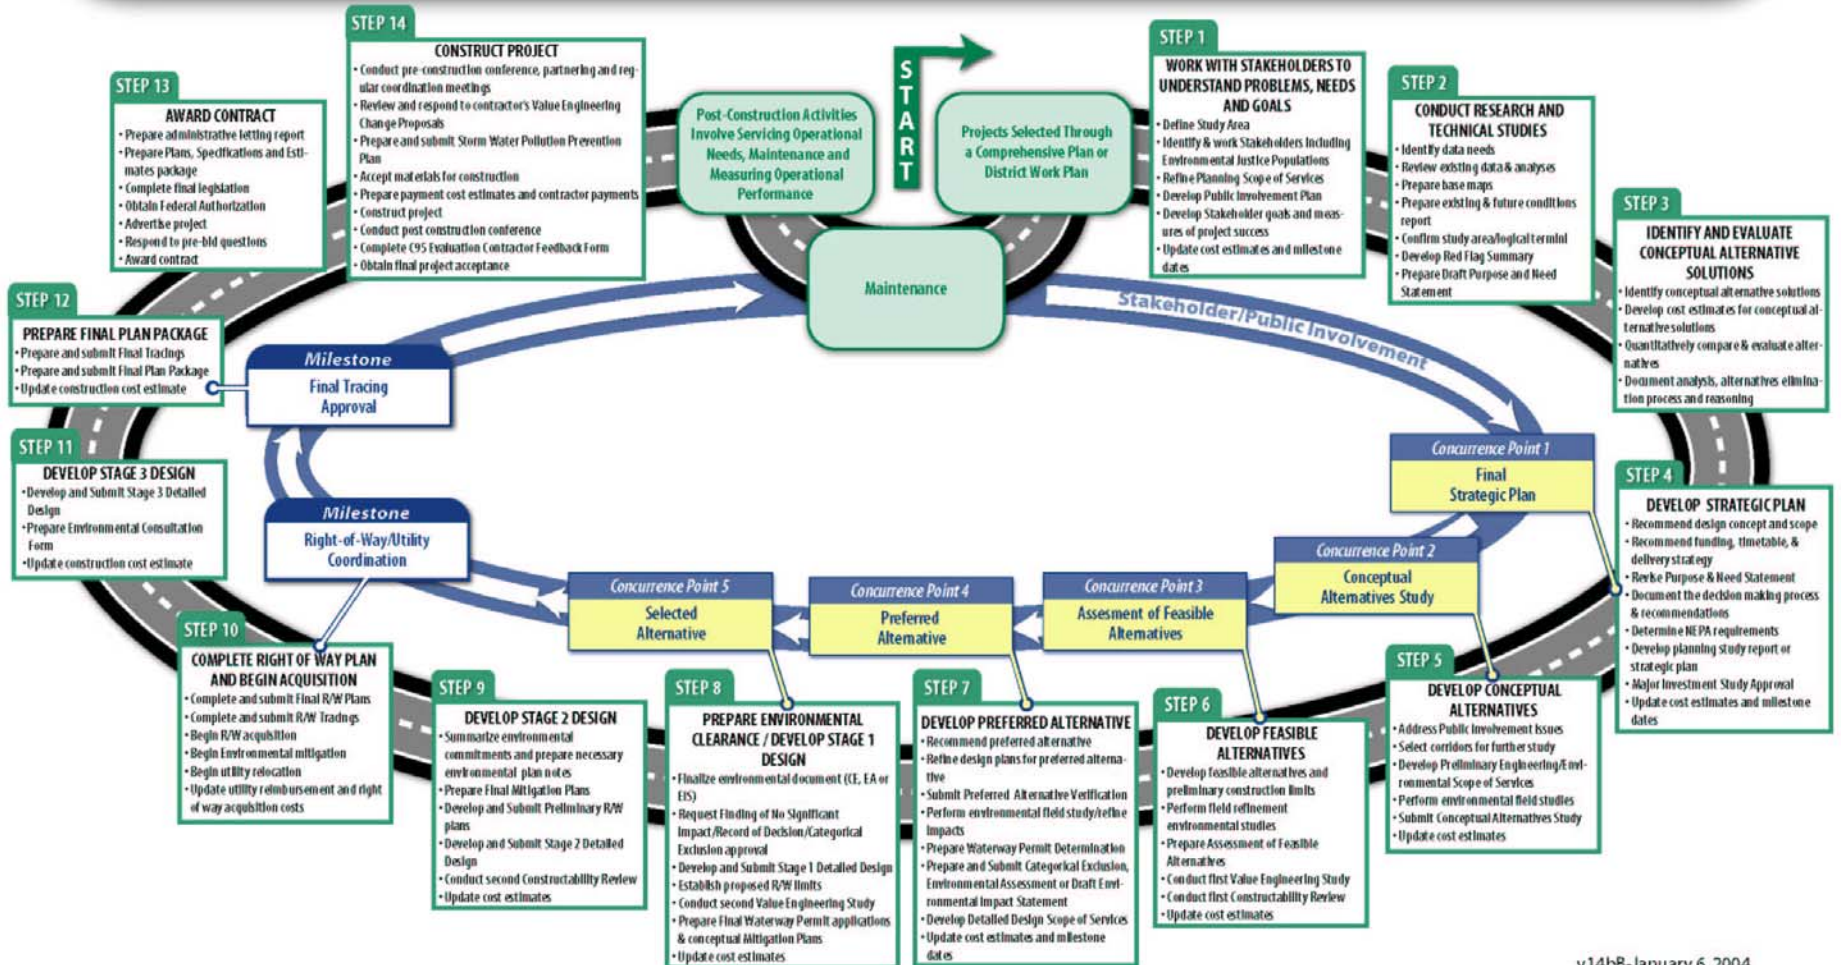 START
Projects Selected Through
a Comprehensive Plan or
District Work Plan
STEP 1
WORK WITH STAKEHOLDERS TO
UNDERSTAND PROBLEMS, NEEDS
AND GOALS
• Define Study Area
• Identify & work Stakeholders Including
Environmental Justice Populations
• Refine Planning Scope of Services
• Develop Public Involvement Plan
• Develop Stakeholder goals and meas-
ures of project success
• Update cost estimates and milestone
dates
STEP 2
CONDUCT RESEARCH AND
TECHNICAL STUDIES
• Identify data needs
• Review existing data & analyses
• Prepare base maps
• Prepare existing & future conditions
report
• Confirm study area/logical termini
• Develop Red Flag Summary
• Prepare Draft Purpose and Need
Statement
STEP 3
IDENTIFY AND EVALUATE
CONCEPTUAL ALTERNATIVE
SOLUTIONS
• Identify conceptual alternative solutions
• Develop cost estimates for conceptual al-
ternative solutions
• Quantitatively compare & evaluate alter-
natives
• Document analysis, alternatives elimina-
tion process and reasoning
STEP 4
DEVELOP STRATEGIC PLAN
• Recommend design concept and scope
• Recommend funding, timetable, &
delivery strategy
• Revise Purpose & Need Statement
• Document the decision making process
& recommendations
• Determine NEPA requirements
• Develop planning study report or
strategic plan
• Major Investment Study Approval
• Update cost estimates and milestone
dates
STEP 5
DEVELOP CONCEPTUAL
ALTERNATIVES
• Address Public Involvement Issues
• Select corridors for further study
• Develop Preliminary Engineering/Envi-
ronmental Scope of Services
• Perform environmental field studies
• Submit Conceptual Alternatives Study
• Update cost estimates
STEP 6
DEVELOP FEASIBLE
ALTERNATIVES
• Develop feasible alternatives and
preliminary construction limits
• Perform field refinement
environmental studies
• Prepare Assessment of Feasible
Alternatives
• Conduct first Value Engineering Study
• Conduct first Constructability Review
• Update cost estimates
STEP 7
DEVELOP PREFERRED ALTERNATIVE
• Recommend preferred alternative
• Refine design plans for preferred alterna-
tive
• Submit Preferred Alternative Verification
• Perform environmental field study/refine
impacts
• Prepare Waterway Permit Determination
• Prepare and Submit Categorical Exclusion,
Environmental Assessment or Draft Envi-
ronmental Impact Statement
• Develop Detailed Design Scope of Services
• Update cost estimates and milestone
dates
STEP 8
PREPARE ENVIRONMENTAL
CLEARANCE / DEVELOP STAGE 1
DESIGN
• Finalize environmental document (CE, EA or
EIS)
• Request Finding of No Significant
Impact/Record of Decision/Categorical
Exclusion approval
• Develop and Submit Stage 1 Detailed Design
• Establish proposed R/W limits
• Conduct second Value Engineering Study
• Prepare Final Waterway Permit applications
& conceptual Mitigation Plans
• Update cost estimates
STEP 9
DEVELOP STAGE 2 DESIGN
• Summarize environmental
commitments and prepare necessary
environmental plan notes
• Prepare Final Mitigation Plans
• Develop and Submit Preliminary R/W
plans
• Develop and Submit Stage 2 Detailed
Design
• Conduct second Constructability Review
• Update cost estimates
STEP 10
COMPLETE RIGHT OF WAY PLAN
AND BEGIN ACQUISITION
• Complete and submit Final R/W Plans
• Complete and submit R/W Tracings
• Begin R/W acquisition
• Begin Environmental mitigation
• Begin utility relocation
• Update utility reimbursement and right
of way acquisition costs
STEP 11
DEVELOP STAGE 3 DESIGN
• Develop and Submit Stage 3 Detailed
Design
• Prepare Environmental Consultation
Form
• Update construction cost estimate
STEP 12
PREPARE FINAL PLAN PACKAGE
• Prepare and submit Final Tracings
• Prepare and submit Final Plan Package
• Update construction cost estimate
STEP 13
AWARD CONTRACT
• Prepare administrative letting report
• Prepare Plans, Specifications and Esti-
mates package
• Complete final legislation
• Obtain Federal Authorization
• Advertise project
• Respond to pre-bid questions
• Award contract
STEP 14
CONSTRUCT PROJECT
• Conduct pre-construction conference, partnering and reg-
ular coordination meetings
• Review and respond to contractor's Value Engineering
Change Proposals
• Prepare and submit Storm Water Pollution Prevention
Plan
• Accept materials for construction
• Prepare payment cost estimates and contractor payments
• Construct project
• Conduct post construction conference
• Complete C95 Evaluation Contractor Feedback Form
• Obtain final project acceptance
Post-Construction Activities
Involve Servicing Operational
Needs, Maintenance and
Measuring Operational
Performance
Maintenance
Stakeholder/Public Involvement
Concurrence Point 1
Final
Strategic Plan
Concurrence Point 2
Conceptual
Alternatives Study
Concurrence Point 3
Assesment of Feasible
Alternatives
Concurrence Point 4
Preferred
Alternative
Concurrence Point 5
Selected
Alternative
Milestone
Right-of-Way/Utility
Coordination
Milestone
Final Tracing
Approval
v14bB-January 6, 2004